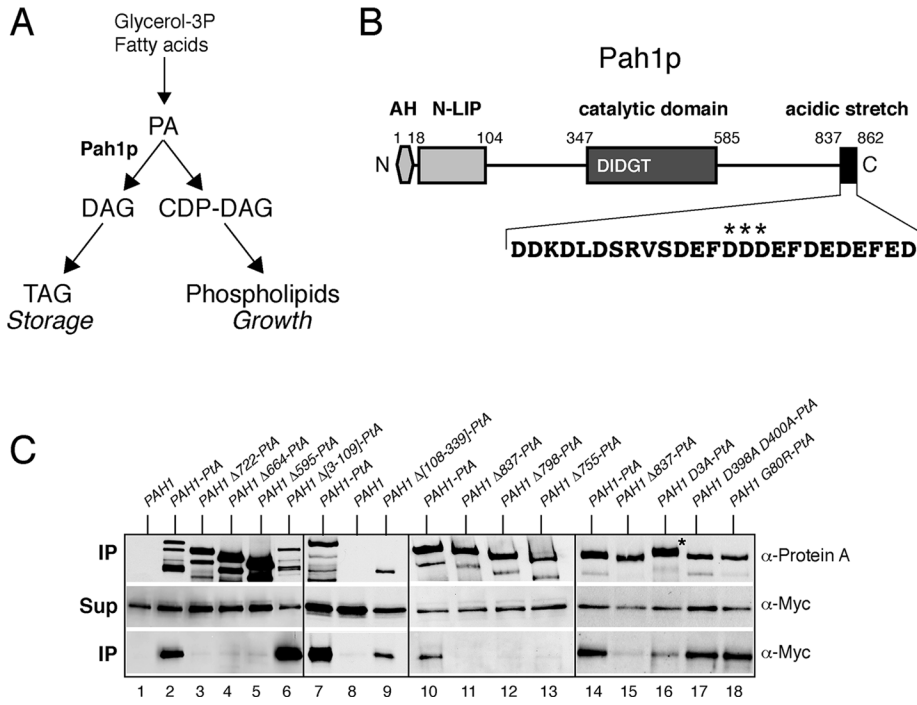 A
Glycerol-3P
Fatty acids
PA
Pah1p
DAG CDP-DAG
TAG
Storage
Phospholipids
Growth
B
Pah1p
AH N-LIP catalytic domain acidic stretch
1 18 104 347 585 837 862
N DIDGT C
***
DDKDLDSRVSDEFDDDEFDEDEFED
C
PAH1
PAH1-PtA
PAH1 Δ722-PtA
PAH1 Δ664-PtA
PAH1 Δ595-PtA
PAH1 Δ[3-109]-PtA
PAH1-PtA
PAH1
PAH1 Δ[108-339]-PtA
PAH1-PtA
PAH1 Δ837-PtA
PAH1 Δ798-PtA
PAH1 Δ755-PtA
PAH1-PtA
PAH1 Δ837-PtA
PAH1 D3A-PtA
PAH1 D398A D400A-PtA
PAH1 G80R-PtA
*
IP α-Protein A
Sup α-Myc
IP α-Myc
1 2 3 4 5 6 7 8 9 10 11 12 13 14 15 16 17 18